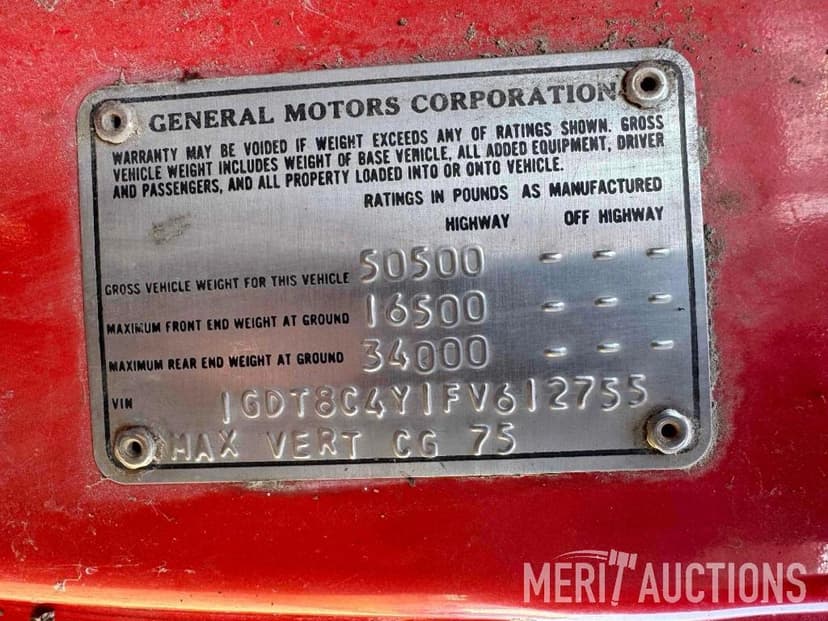 GENERAL MOTORS CORPORATION
WARRANTY MAY BE VOIDED IF WEIGHT EXCEEDS ANY OF RATINGS SHOWN. GROSS
VEHICLE WEIGHT INCLUDES WEIGHT OF BASE VEHICLE, ALL ADDED EQUIPMENT, DRIVER
AND PASSENGERS, AND ALL PROPERTY LOADED INTO OR ONTO VEHICLE.
RATINGS IN POUNDS AS MANUFACTURED
HIGHWAY OFF HIGHWAY
GROSS VEHICLE WEIGHT FOR THIS VEHICLE 50500 - - -
MAXIMUM FRONT END WEIGHT AT GROUND 16500 - - -
MAXIMUM REAR END WEIGHT AT GROUND 34000 - - -
VIN 1GDT8C4Y1FV612755
MAX VERT CG 75
MERIT AUCTIONS